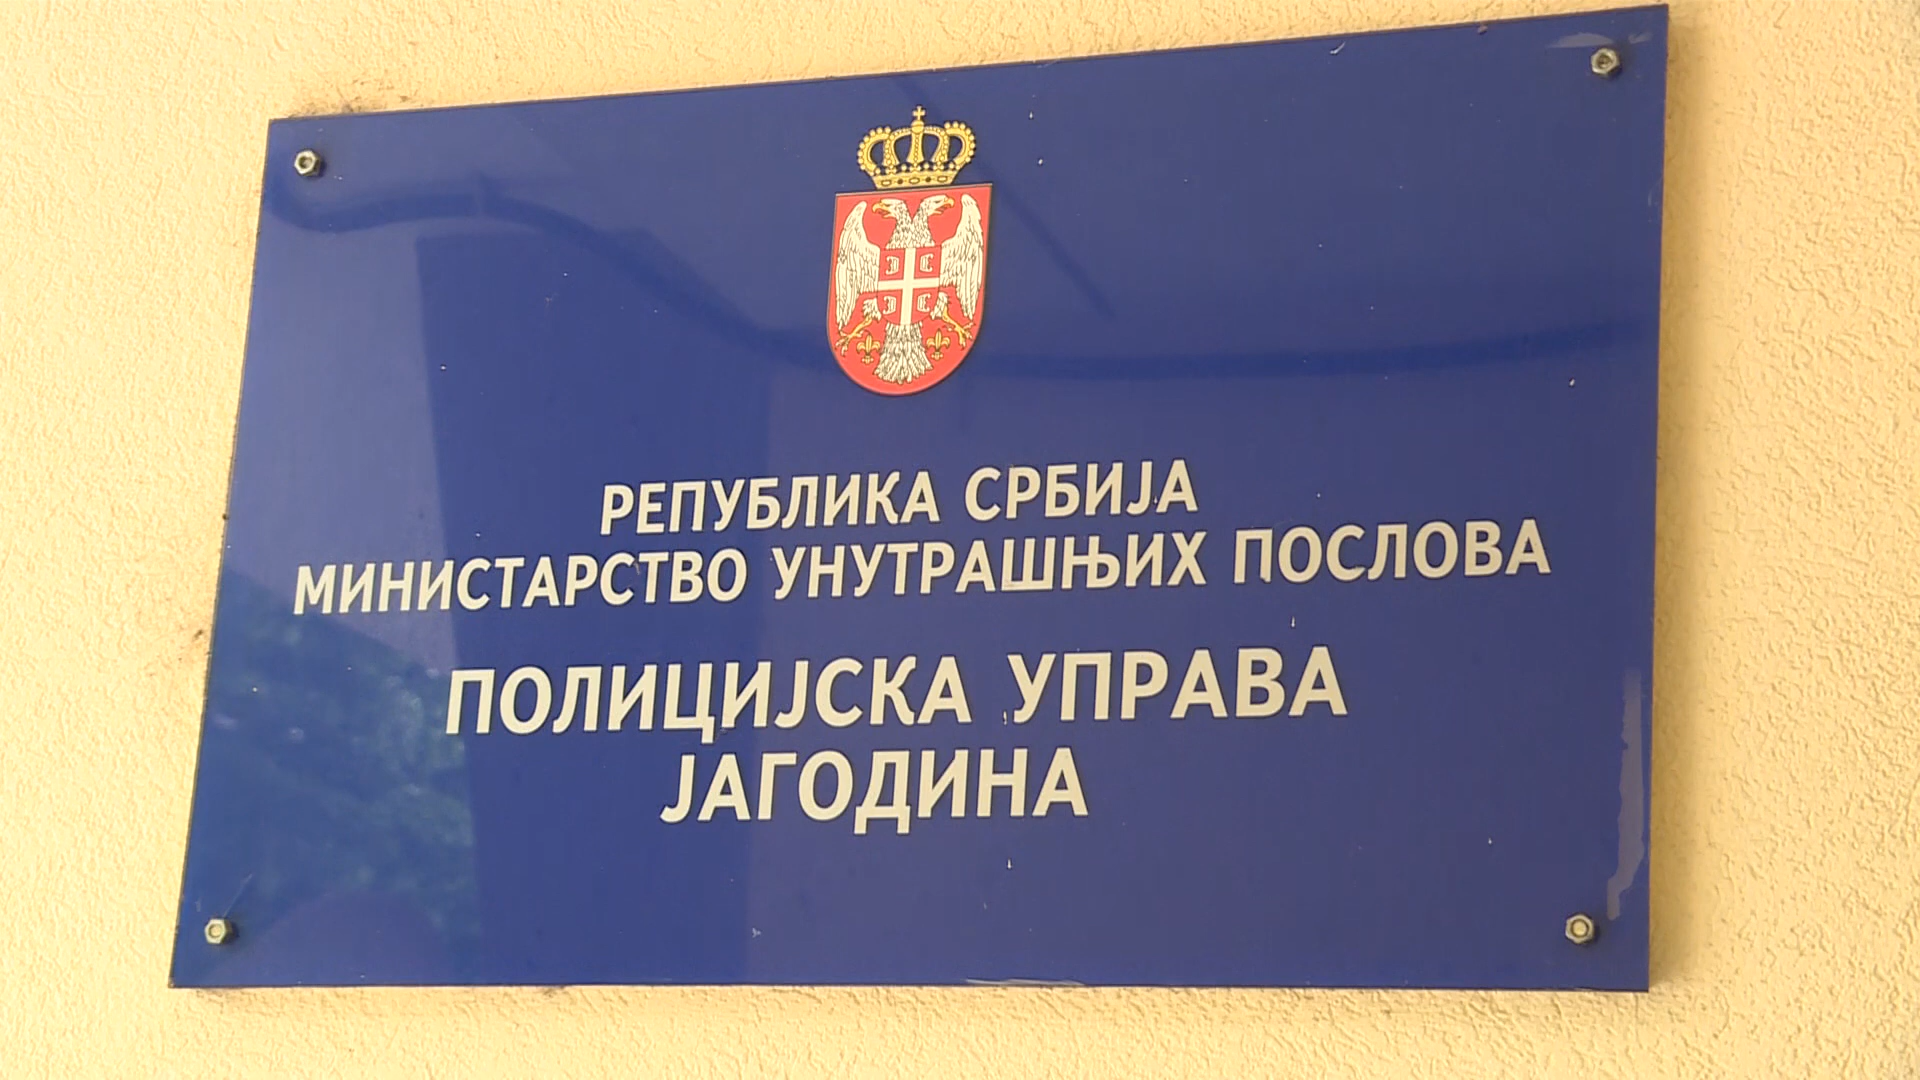 РЕПУБЛИКА СРБИЈА
МИНИСТАРСТВО УНУТРАШЊИХ ПОСЛОВА
ПОЛИЦИЈСКА УПРАВА
ЈАГОДИНА